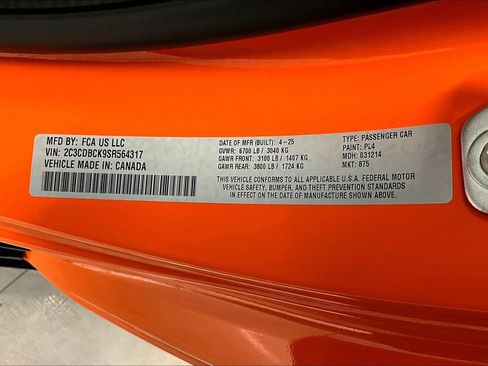 MFD BY: FCA US LLC
VIN: 2C3CDBCK9SR564317
VEHICLE MADE IN: CANADA
DATE OF MFR (BUILT): 4-25
GVWR: 6700 LB / 3040 KG
GAWR FRONT: 3100 LB / 1407 KG
GAWR REAR: 3800 LB / 1724 KG
TYPE: PASSENGER CAR
PAINT: PL4
MDH: 031214
MKT: 875
THIS VEHICLE CONFORMS TO ALL APPLICABLE U.S.A. FEDERAL MOTOR
VEHICLE SAFETY, BUMPER, AND THEFT PREVENTION STANDARDS
IN EFFECT ON THE DATE OF MANUFACTURE SHOWN ABOVE.